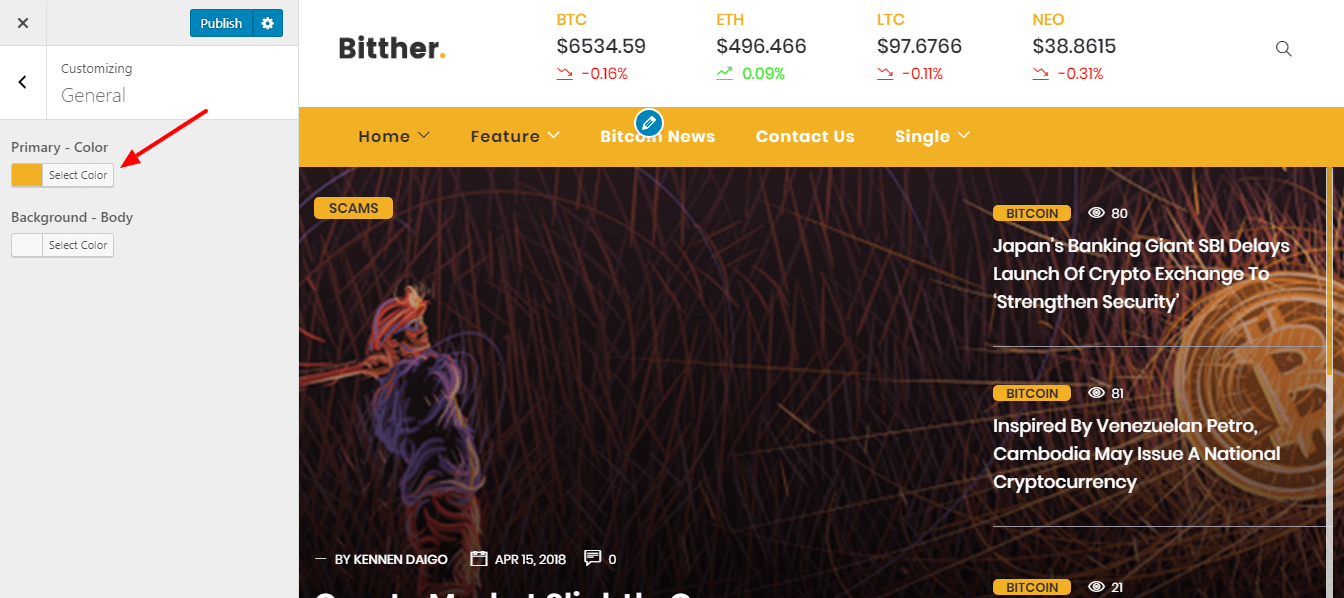 Publish
Customizing
General
Primary - Color
Select Color
Background - Body
Select Color
Bitther.
BTC
$6534.59
-0.16%
ETH
$496.466
0.09%
LTC
$97.6766
-0.11%
NEO
$38.8615
-0.31%
Home Feature Bitcoin News Contact Us Single
SCAMS
BY KENNEN DAIGO APR 15, 2018 0
BITCOIN 80
Japan's Banking Giant SBI Delays
Launch Of Crypto Exchange To
‘Strengthen Security’
BITCOIN 81
Inspired By Venezuelan Petro,
Cambodia May Issue A National
Cryptocurrency
BITCOIN 21